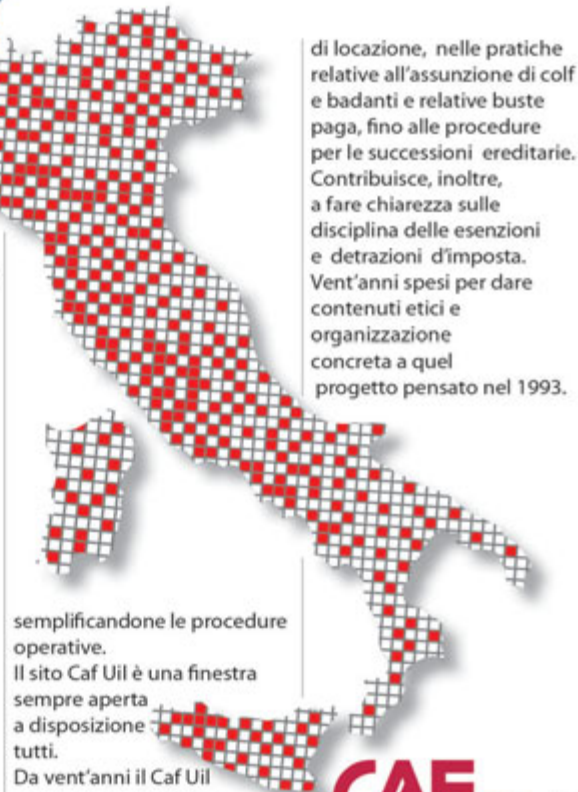 semplificandone le procedure
operative.
Il sito Caf Uil è una finestra
sempre aperta
a disposizione
tutti.
Da vent'anni il Caf Uil
di locazione, nelle pratiche
relative all'assunzione di colf
e badanti e relative buste
paga, fino alle procedure
per le successioni ereditarie.
Contribuisce, inoltre,
a fare chiarezza sulle
disciplina delle esenzioni
e detrazioni d'imposta.
Vent'anni spesi per dare
contenuti etici e
organizzazione
concreta a quel
progetto pensato nel 1993.
CAF